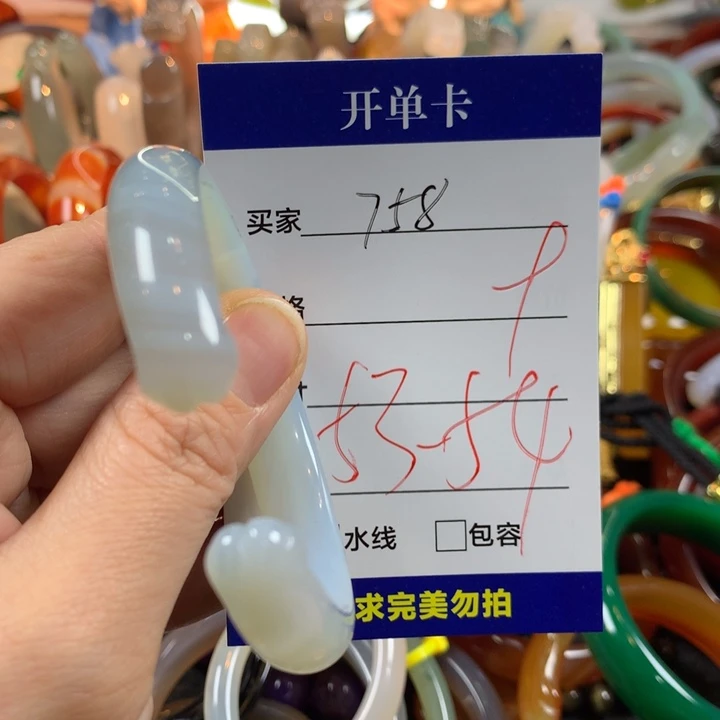 开单卡
买家 758
格
53-54
水线 包容
求完美勿拍